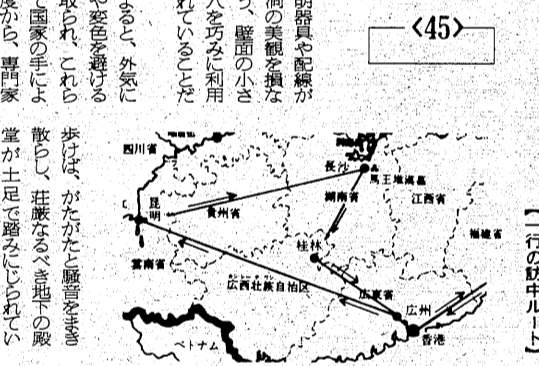 <45>
明器具や配線が
洞の美観を損な
う、壁面の小さ
穴を巧みに利用
れていることだ
よると、外気に
や変色を避ける
取られ、これら
て国家の手によ
度から、専門家
【一行の訪中ルート】
四川省
長沙
馬王堆漢墓
湖南省
江西省
昆明
貴州省
福建省
桂林
雲南省
広西壮族自治区
広東省
広州
香港
ベトナム
歩けば、がたがたと騒音をまき
散らし、荘厳なるべき地下の殿
堂が土足で踏みにじられてい